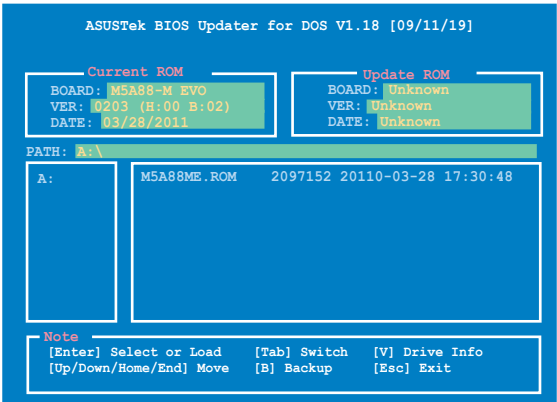 ASUSTek BIOS Updater for DOS V1.18 [09/11/19]
Current ROM
BOARD: M5A88-M EVO
VER: 0203 (H:00 B:02)
DATE: 03/28/2011
Update ROM
BOARD: Unknown
VER: Unknown
DATE: Unknown
PATH: A:\
A:
M5A88ME.ROM 2097152 20110-03-28 17:30:48
Note
[Enter] Select or Load [Tab] Switch [V] Drive Info
[Up/Down/Home/End] Move [B] Backup [Esc] Exit